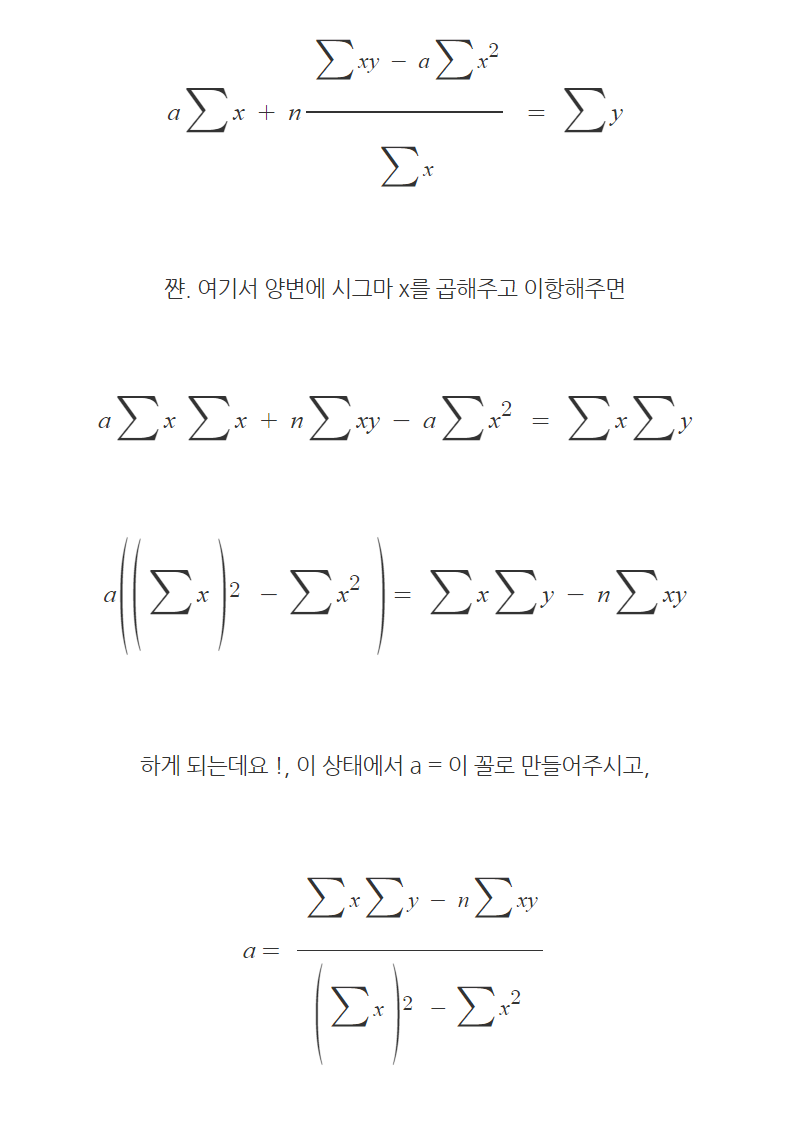 a∑x + n (∑xy − a∑x²) / ∑x = ∑y
쨘. 여기서 양변에 시그마 x를 곱해주고 이항해주면
a∑x ∑x + n∑xy − a∑x² = ∑x∑y
a((∑x)² − ∑x²) = ∑x∑y − n∑xy
하게 되는데요 !, 이 상태에서 a = 이 꼴로 만들어주시고,
a = (∑x∑y − n∑xy) / ((∑x)² − ∑x²)